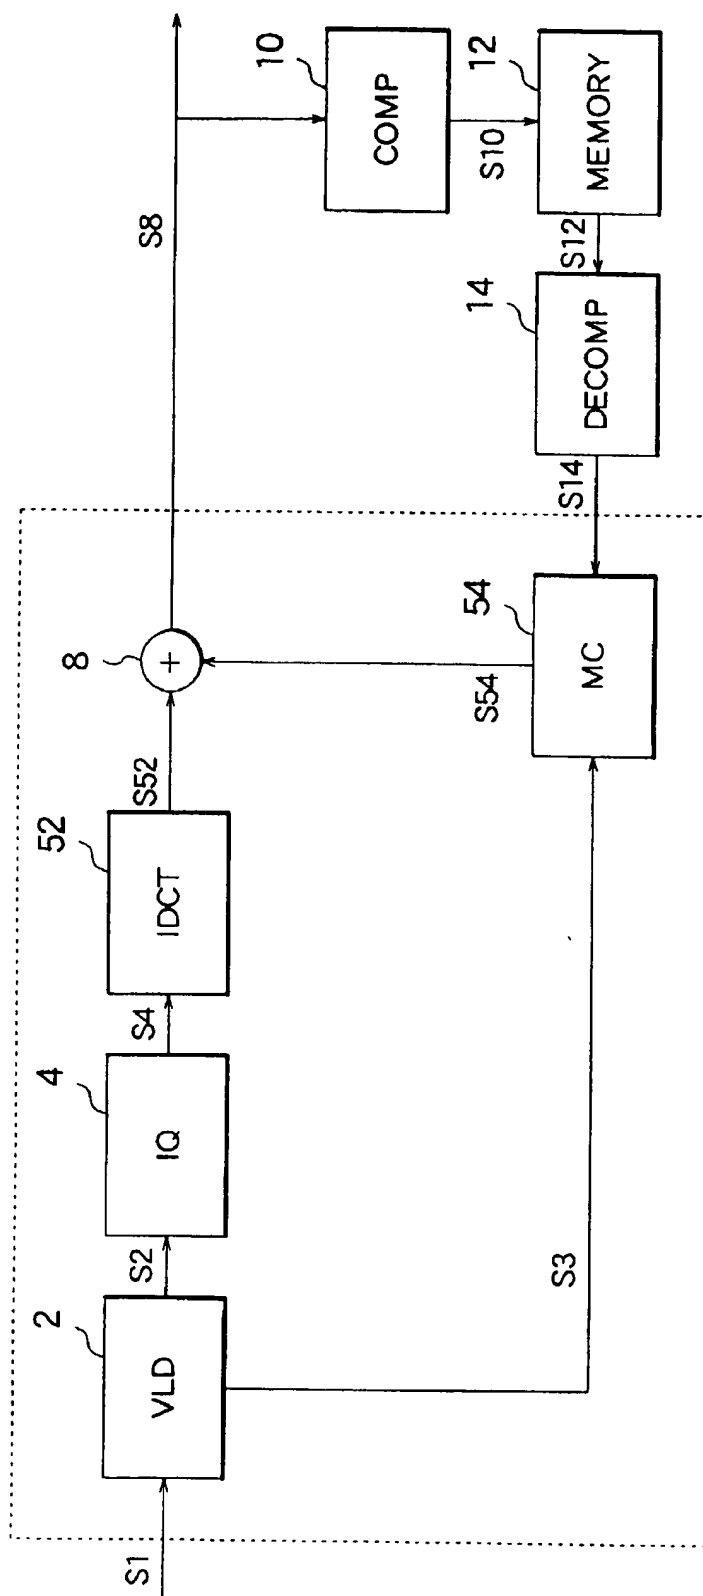 S1
2
VLD
S2
4
IQ
S4
52
IDCT
S52
8
+
S8
10
COMP
S10
12
MEMORY
S12
14
DECOMP
S14
54
MC
S54
S3